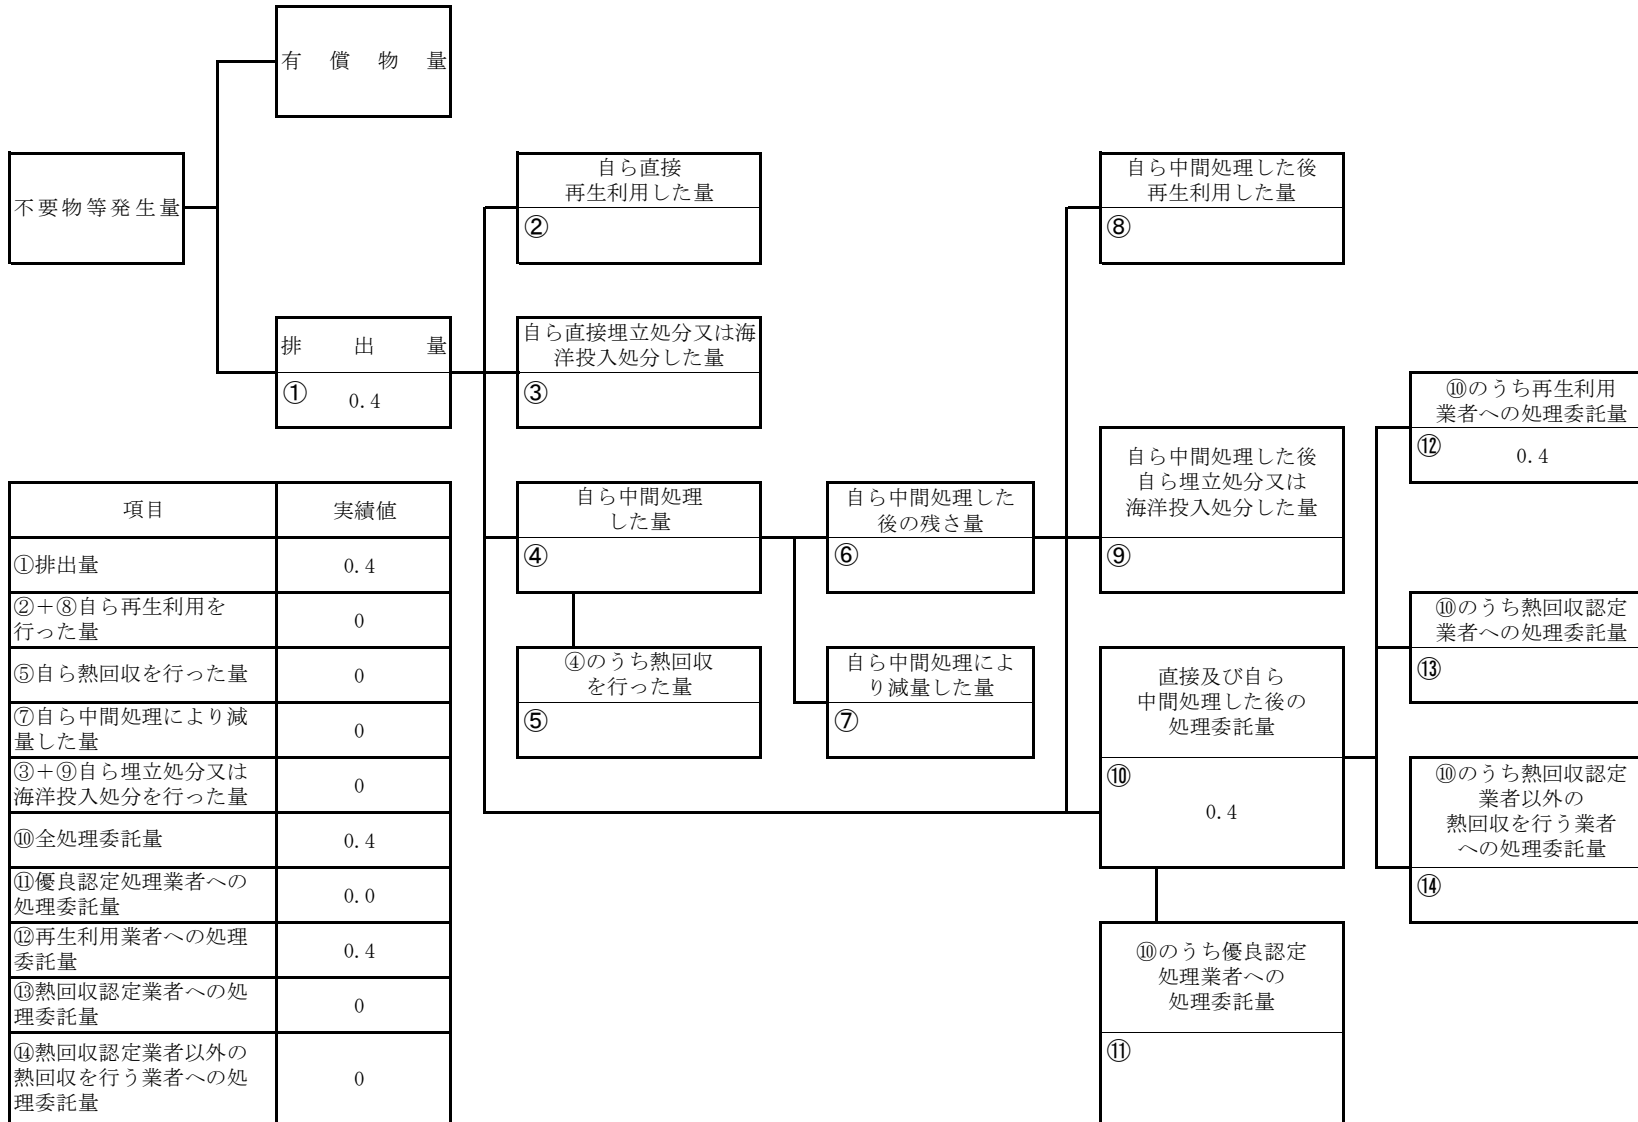 有償物量
不要物等発生量
排出量
① 0.4
自ら直接
再生利用した量
②
自ら直接埋立処分又は海
洋投入処分した量
③
自ら中間処理
した量
④
④のうち熱回収
を行った量
⑤
自ら中間処理した
後の残さ量
⑥
自ら中間処理によ
り減量した量
⑦
自ら中間処理した後
再生利用した量
⑧
自ら中間処理した後
自ら埋立処分又は
海洋投入処分した量
⑨
直接及び自ら
中間処理した後の
処理委託量
⑩
0.4
⑩のうち優良認定
処理業者への
処理委託量
⑪
⑩のうち再生利用
業者への処理委託量
⑫ 0.4
⑩のうち熱回収認定
業者への処理委託量
⑬
⑩のうち熱回収認定
業者以外の
熱回収を行う業者
への処理委託量
⑭
項目 実績値
①排出量 0.4
②+⑧自ら再生利用を
行った量 0
⑤自ら熱回収を行った量 0
⑦自ら中間処理により減
量した量 0
③+⑨自ら埋立処分又は
海洋投入処分を行った量 0
⑩全処理委託量 0.4
⑪優良認定処理業者への
処理委託量 0.0
⑫再生利用業者への処理
委託量 0.4
⑬熱回収認定業者への処
理委託量 0
⑭熱回収認定業者以外の
熱回収を行う業者への処
理委託量 0